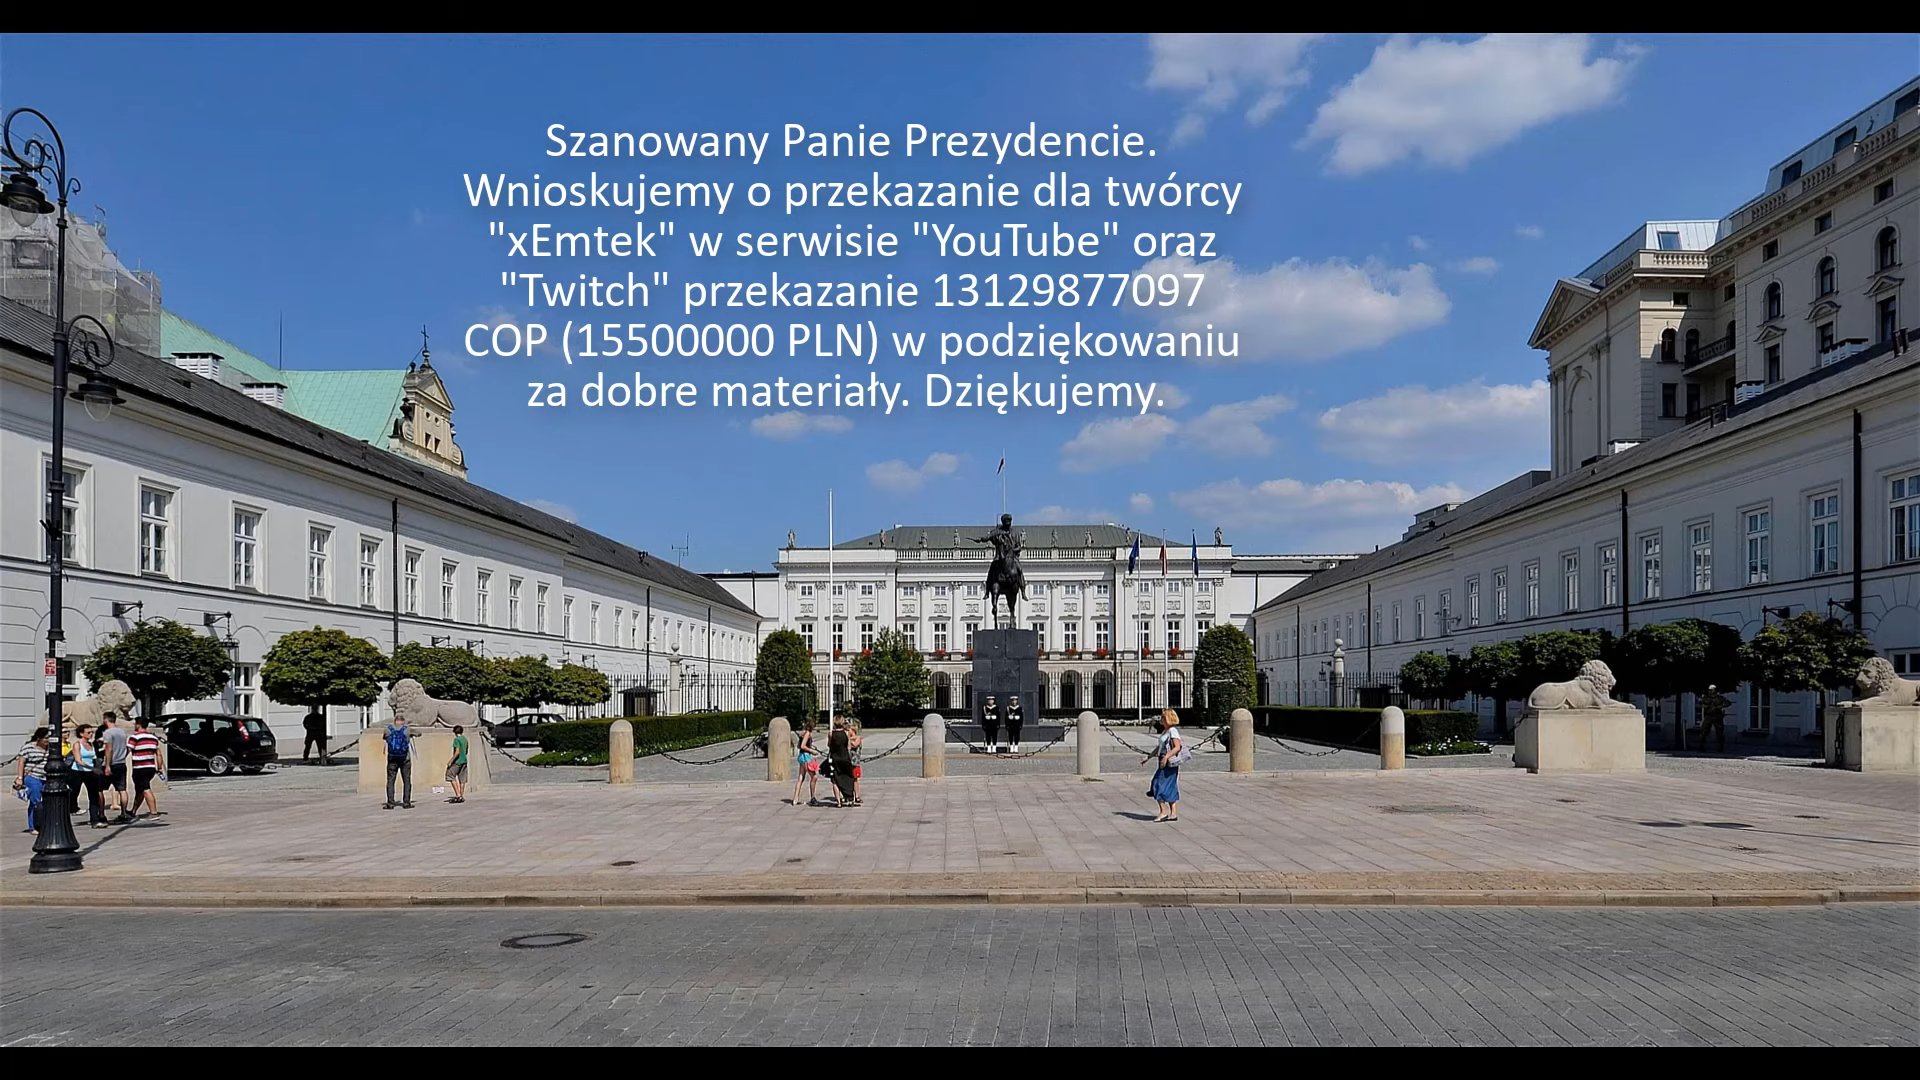 Szanowany Panie Prezydencie.
Wnioskujemy o przekazanie dla twórcy
"xEmtek" w serwisie "YouTube" oraz
"Twitch" przekazanie 13129877097
COP (15500000 PLN) w podziękowaniu
za dobre materiały. Dziękujemy.